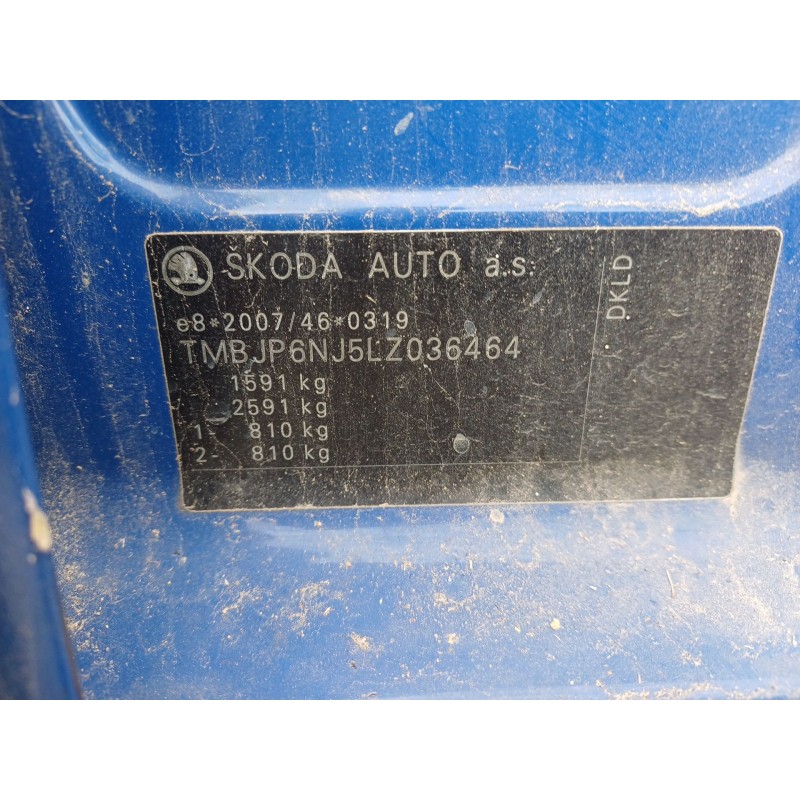 ŠKODA AUTO a.s.
e8*2007/46*0319
TMBJP6NJ5LZ036464
1591 kg
2591 kg
1- 810 kg
2- 810 kg
DKLD